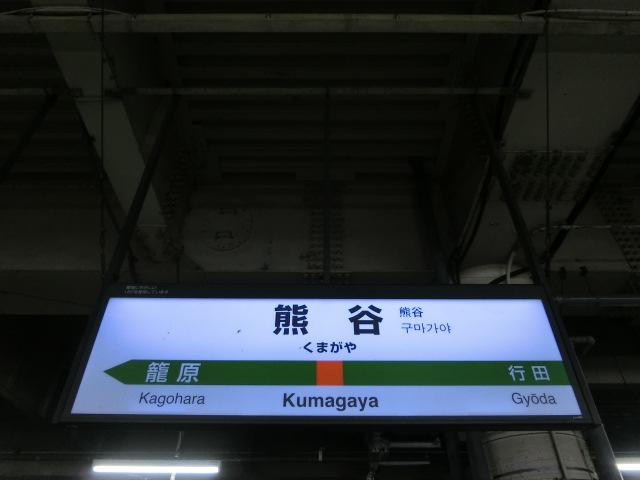 熊谷
熊谷
구마가야
くまがや
籠原 行田
Kagohara Kumagaya Gyōda